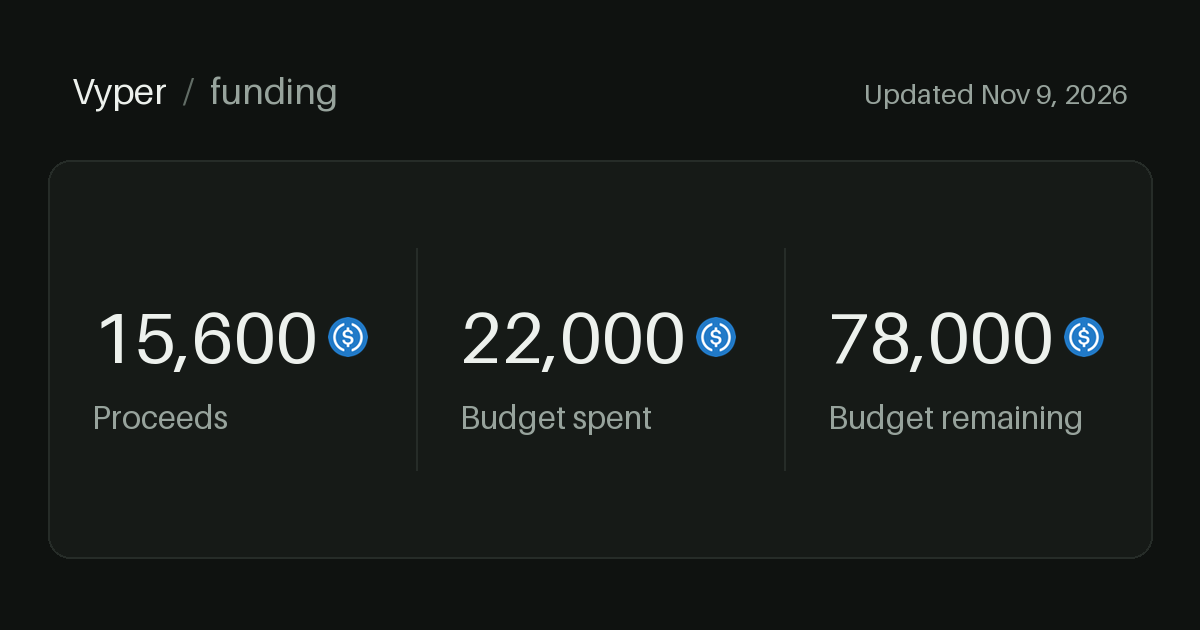 Vyper / funding
Updated Nov 9, 2026
15,600
Proceeds
22,000
Budget spent
78,000
Budget remaining